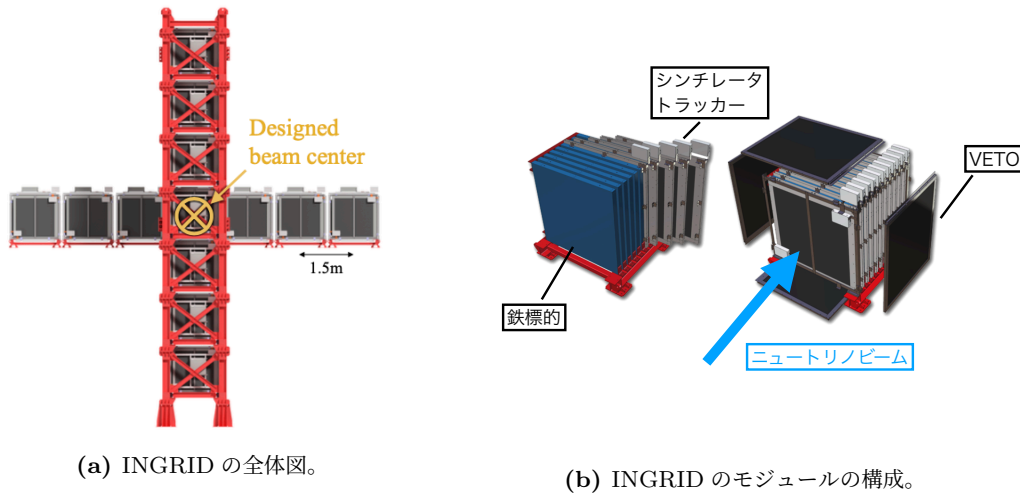 Designed
beam center
1.5m
(a) INGRID の全体図。
シンチレータ
トラッカー
VETO
鉄標的
ニュートリノビーム
(b) INGRID のモジュールの構成。